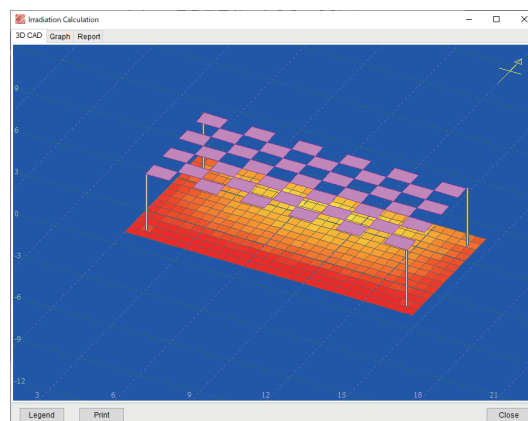 Irradiation Calculation
3D CAD Graph Report
9
6
3
0
-3
-6
-9
-12
3 6 9 12 15 18 21
Legend Print Close